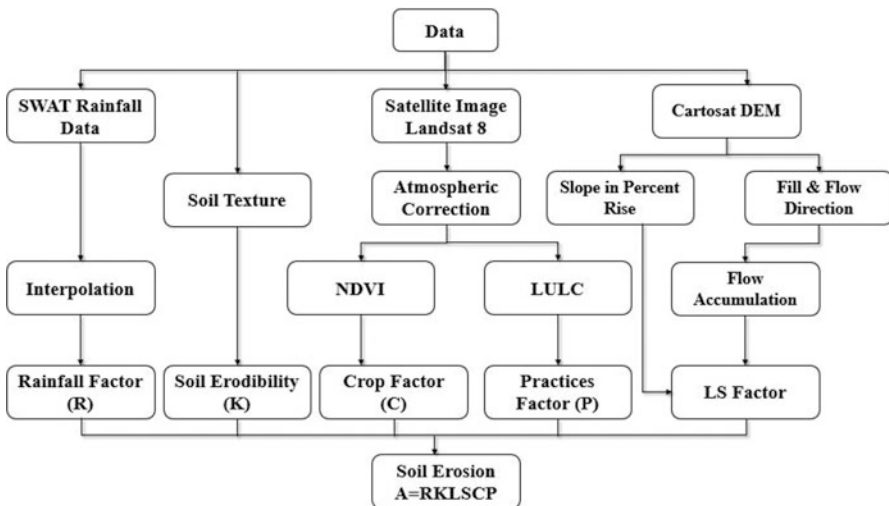 Data
SWAT Rainfall
Data
Satellite Image
Landsat 8
Cartosat DEM
Soil Texture
Atmospheric
Correction
Slope in Percent
Rise
Fill & Flow
Direction
Interpolation
NDVI
LULC
Flow
Accumulation
Rainfall Factor
(R)
Soil Erodibility
(K)
Crop Factor
(C)
Practices
Factor (P)
LS Factor
Soil Erosion
A=RKLSCP